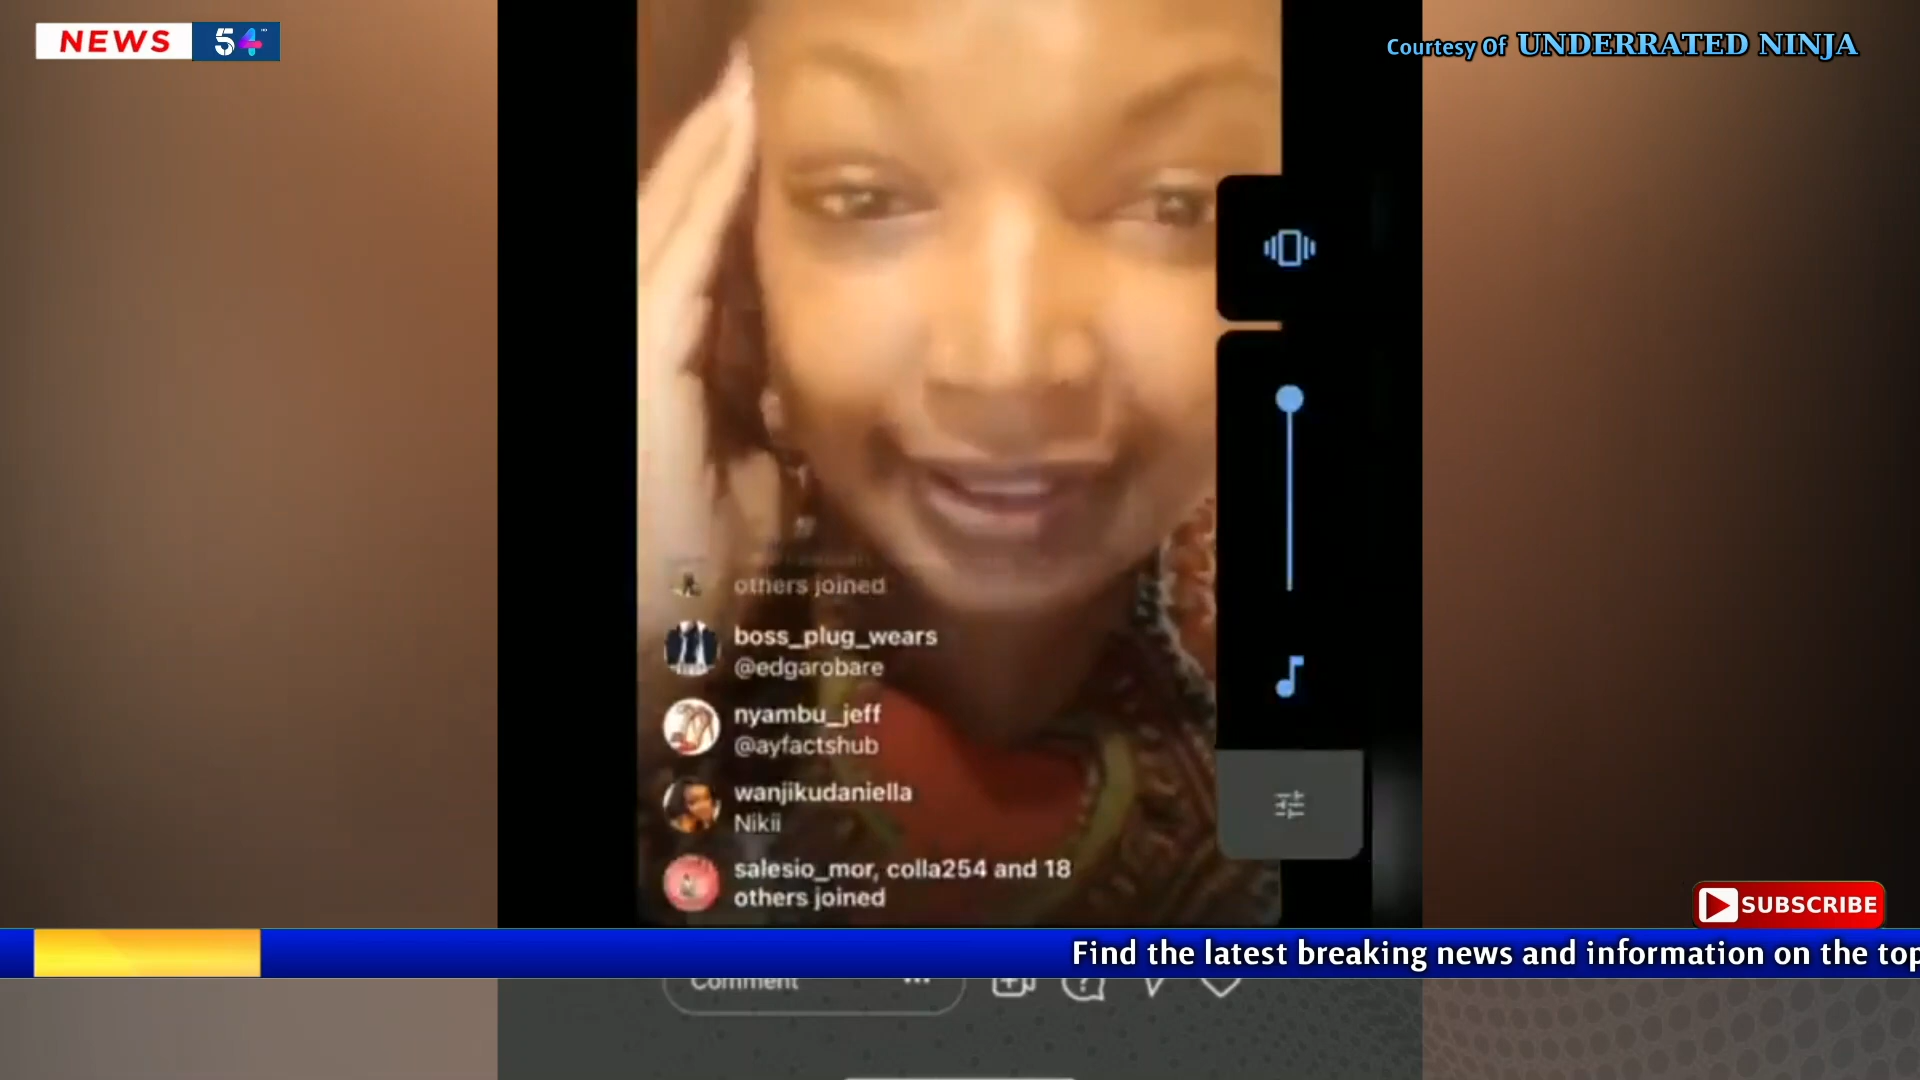 NEWS 54
Courtesy Of UNDERRATED NINJA
others joined
boss_plug_wears
@edgarobare
nyambu_jeff
@ayfactshub
wanjikudaniella
Nikii
salesio_mor, colla254 and 18
others joined
SUBSCRIBE
Find the latest breaking news and information on the top
Comment